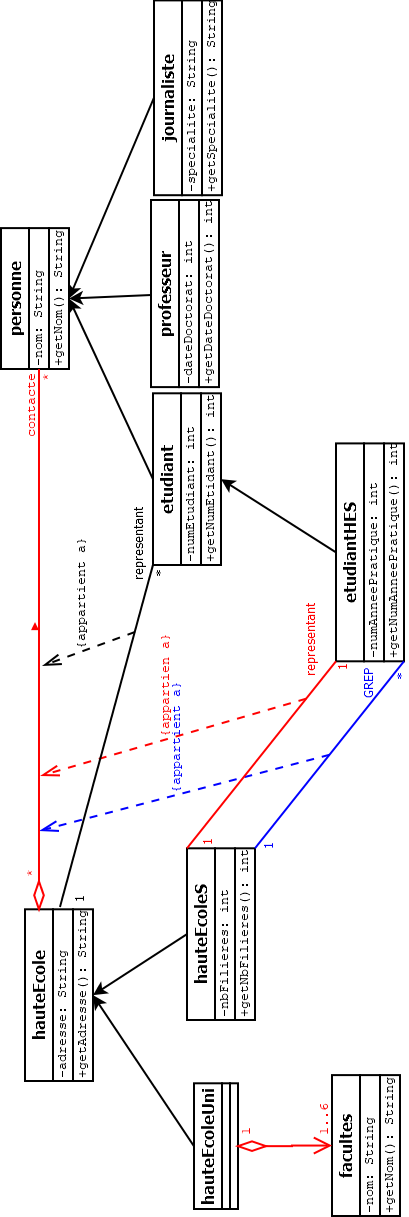 hauteEcole
-adresse: String
+getAdresse(): String
*
1
contacte
*
personne
-nom: String
+getNom(): String
{appartient a}
{appartien a}
{appartient a}
representant
*
journaliste
-specialite: String
+getSpecialite(): String
professeur
-dateDoctorat: int
+getDateDoctorat(): int
etudiant
-numEtudiant: int
+getNumEtidant(): int
hauteEcoleUni
1
1..6
facultes
-nom: String
+getNom(): String
hauteEcoleS
-nbFilieres: int
+getNbFilieres(): int
1
1
representant
1
GREP
*
etudiantHES
-numAnneePratique: int
+getNumAnneePratique(): int